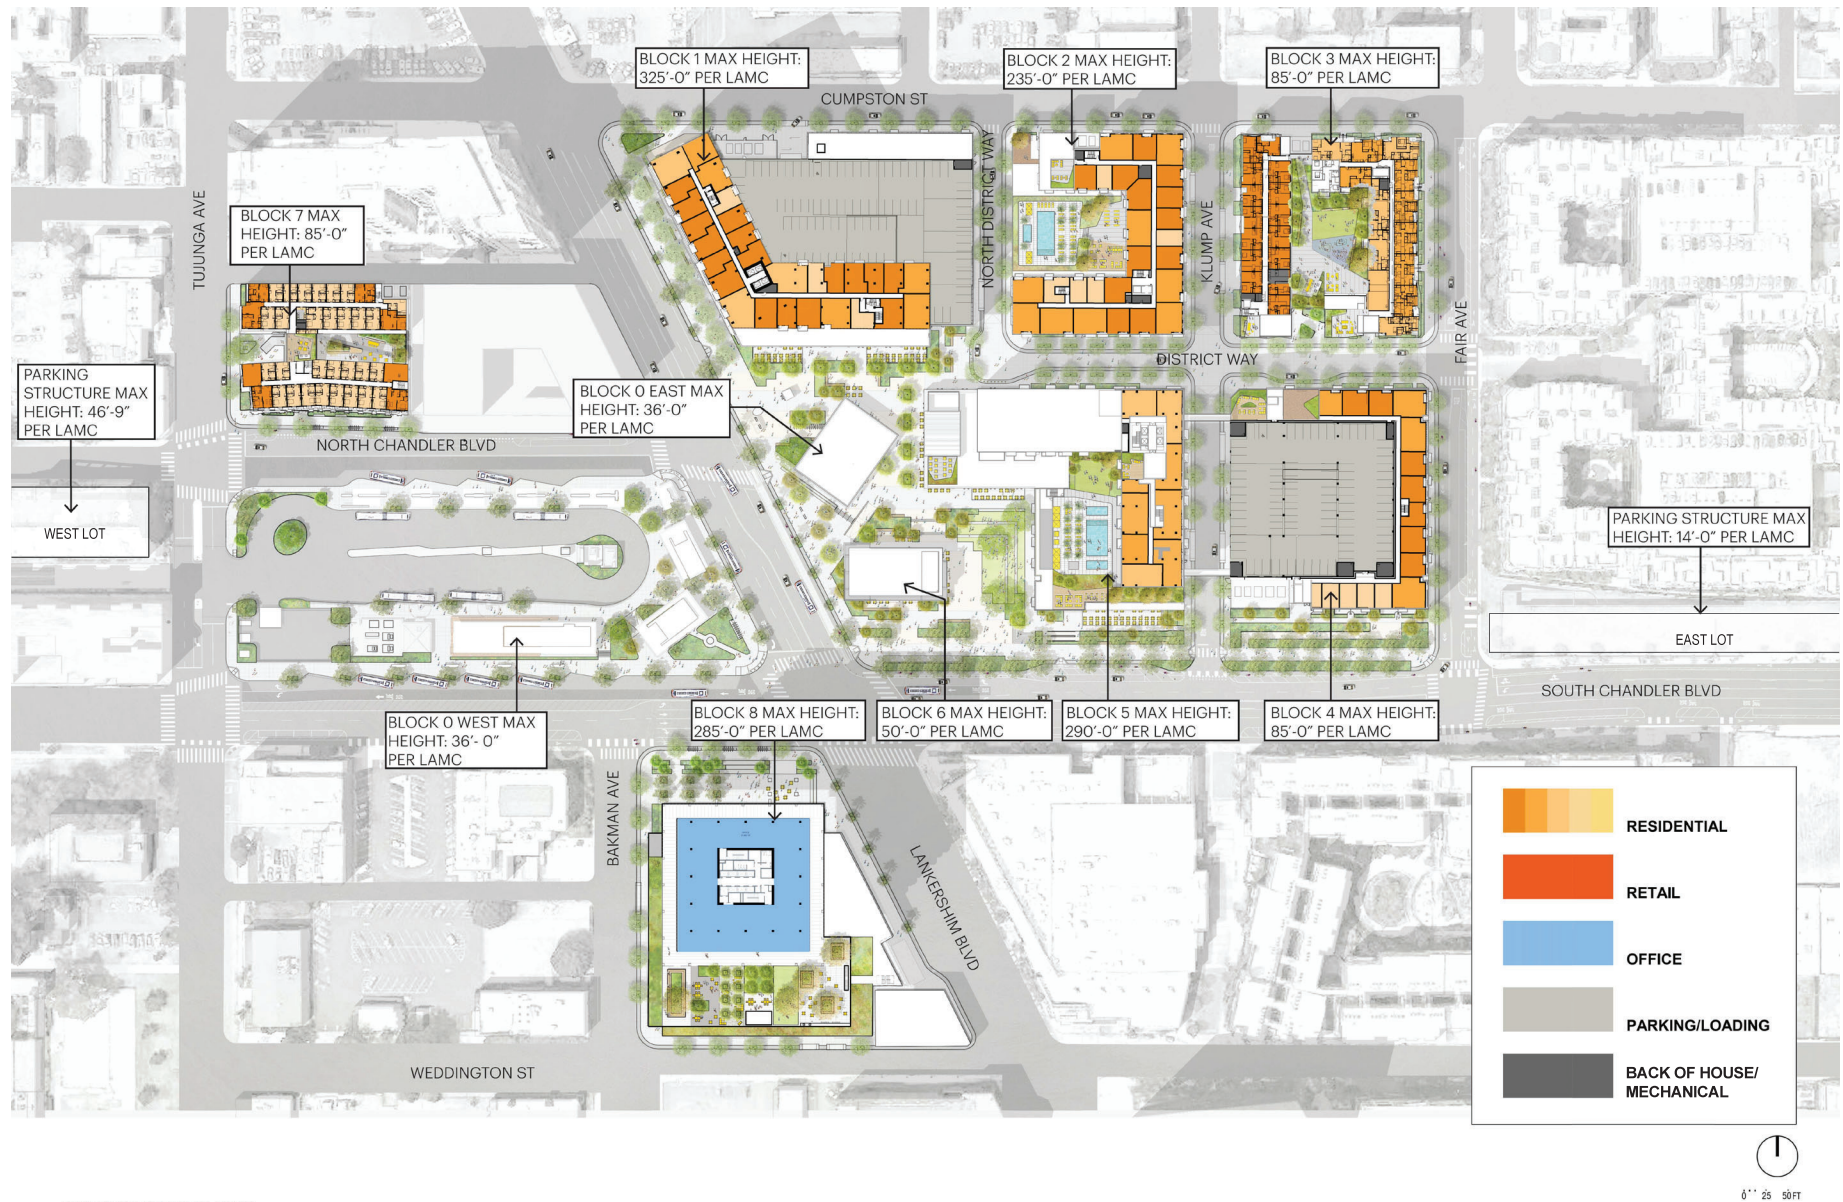 BLOCK 1 MAX HEIGHT:
325'-0" PER LAMC
BLOCK 2 MAX HEIGHT:
235'-0" PER LAMC
BLOCK 3 MAX HEIGHT:
85'-0" PER LAMC
CUMPSTON ST
NORTH DISTRICT WAY
KLUMP AVE
TUJUNGA AVE
BLOCK 7 MAX
HEIGHT: 85'-0"
PER LAMC
FAIR AVE
DISTRICT WAY
PARKING
STRUCTURE MAX
HEIGHT: 46'-9"
PER LAMC
BLOCK 0 EAST MAX
HEIGHT: 36'-0"
PER LAMC
NORTH CHANDLER BLVD
WEST LOT
PARKING STRUCTURE MAX
HEIGHT: 14'-0" PER LAMC
EAST LOT
SOUTH CHANDLER BLVD
BLOCK 0 WEST MAX
HEIGHT: 36'- 0"
PER LAMC
BLOCK 8 MAX HEIGHT:
285'-0" PER LAMC
BLOCK 6 MAX HEIGHT:
50'-0" PER LAMC
BLOCK 5 MAX HEIGHT:
290'-0" PER LAMC
BLOCK 4 MAX HEIGHT:
85'-0" PER LAMC
BAKMAN AVE
LANKERSHIM BLVD
WEDDINGTON ST
RESIDENTIAL
RETAIL
OFFICE
PARKING/LOADING
BACK OF HOUSE/
MECHANICAL
0 25 50 FT